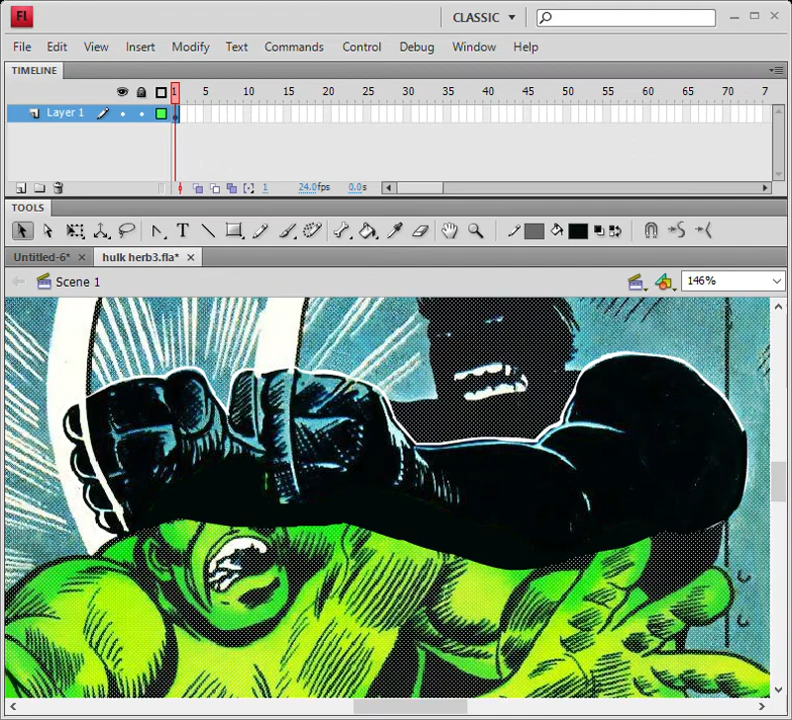 FL
CLASSIC
File Edit View Insert Modify Text Commands Control Debug Window Help
TIMELINE
1 5 10 15 20 25 30 35 40 45 50 55 60 65 70 7
Layer 1
1 24.0fps 0.0s
TOOLS
Untitled-6* hulk herb3.fla*
Scene 1
146%